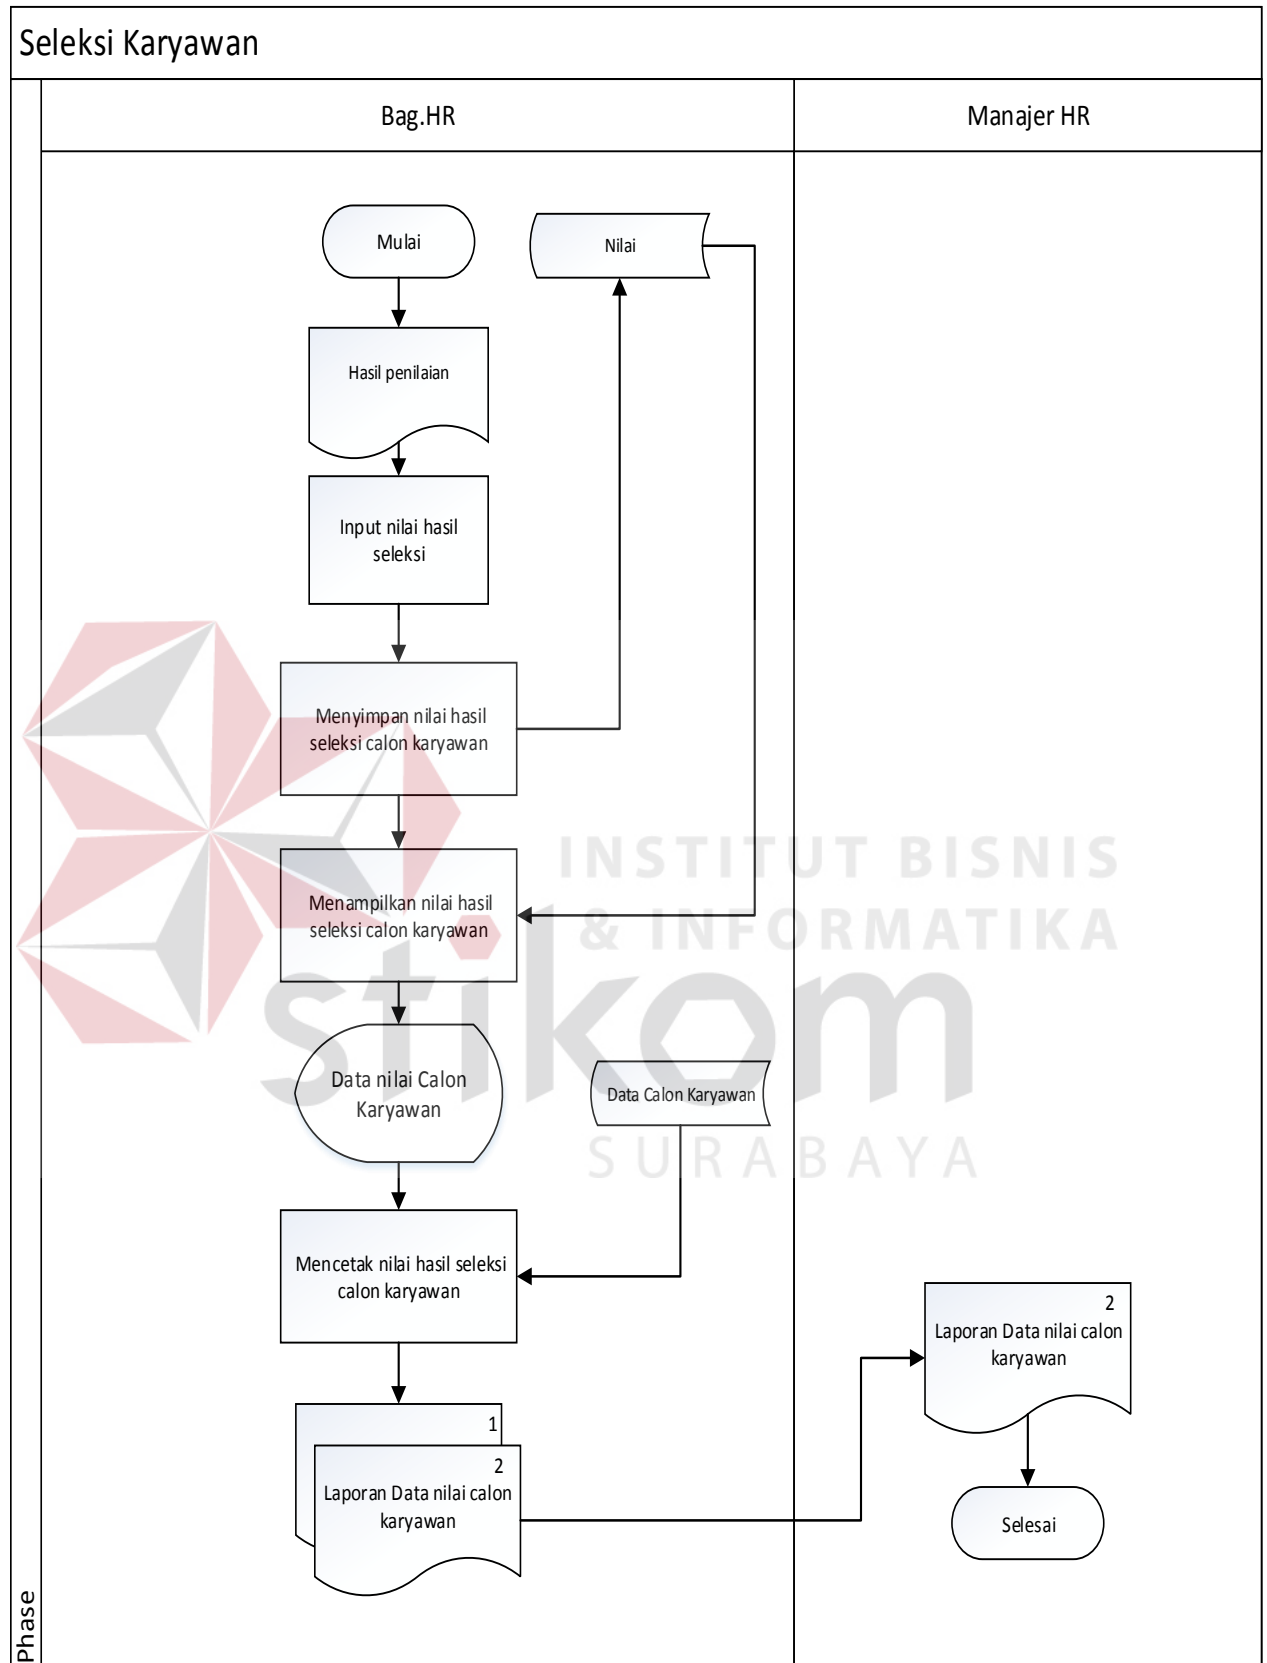 Seleksi Karyawan
Bag.HR
Manajer HR
Mulai
Nilai
Hasil penilaian
Input nilai hasil
seleksi
Menyimpan nilai hasil
seleksi calon karyawan
Menampilkan nilai hasil
seleksi calon karyawan
Data nilai Calon
Karyawan
Data Calon Karyawan
Mencetak nilai hasil seleksi
calon karyawan
1
2
Laporan Data nilai calon
karyawan
2
Laporan Data nilai calon
karyawan
Selesai
Phase
INSTITUT BISNIS
& INFORMATIKA
stikom
SURABAYA